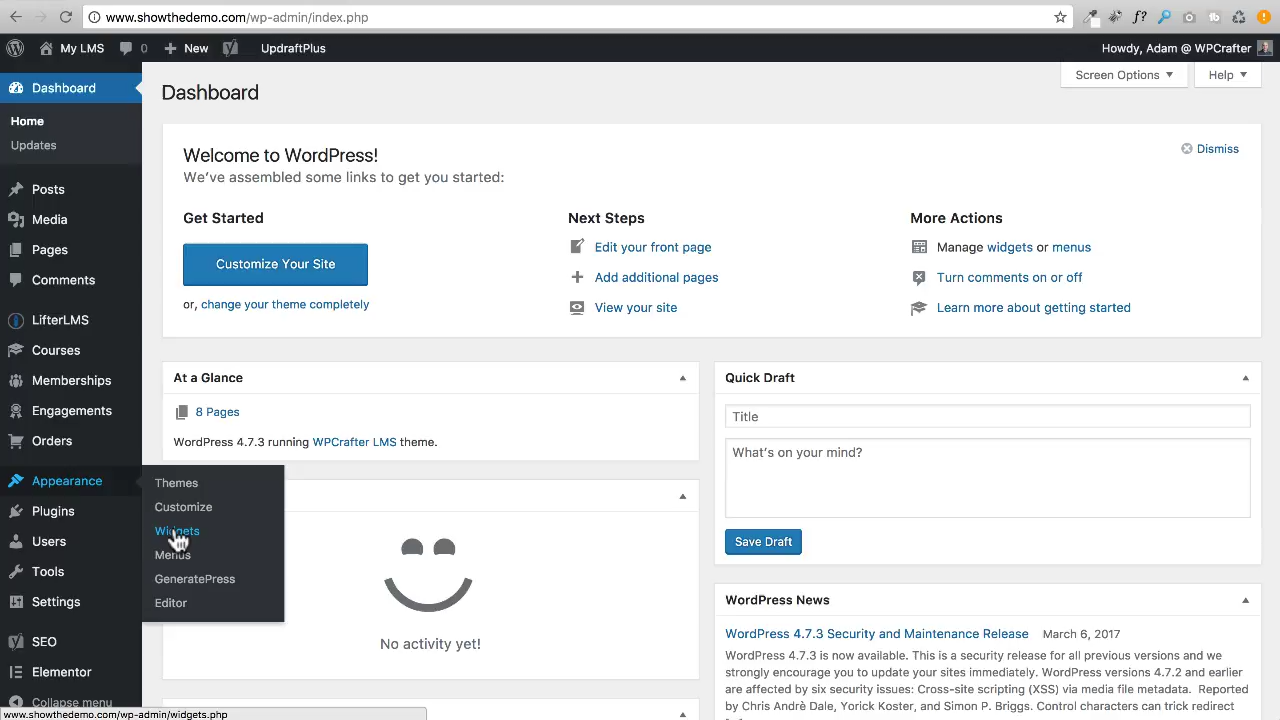 www.showthedemo.com/wp-admin/index.php
My LMS 0 New UpdraftPlus Howdy, Adam @ WPCrafter
Dashboard
Home
Updates
Posts
Media
Pages
Comments
LifterLMS
Courses
Memberships
Engagements
Orders
Appearance
Plugins
Users
Tools
Settings
SEO
Elementor
Collapse menu
Themes
Customize
Widgets
Menus
GeneratePress
Editor
Screen Options Help
Dashboard
Welcome to WordPress!
We've assembled some links to get you started:
Dismiss
Get Started
Customize Your Site
or, change your theme completely
Next Steps
Edit your front page
Add additional pages
View your site
More Actions
Manage widgets or menus
Turn comments on or off
Learn more about getting started
At a Glance
8 Pages
WordPress 4.7.3 running WPCrafter LMS theme.
No activity yet!
Quick Draft
Title
What's on your mind?
Save Draft
WordPress News
WordPress 4.7.3 Security and Maintenance Release March 6, 2017
WordPress 4.7.3 is now available. This is a security release for all previous versions and we
strongly encourage you to update your sites immediately. WordPress versions 4.7.2 and earlier
are affected by six security issues: Cross-site scripting (XSS) via media file metadata. Reported
by Chris André Dale, Yorick Koster, and Simon P. Briggs. Control characters can trick redirect
www.showthedemo.com/wp-admin/widgets.php